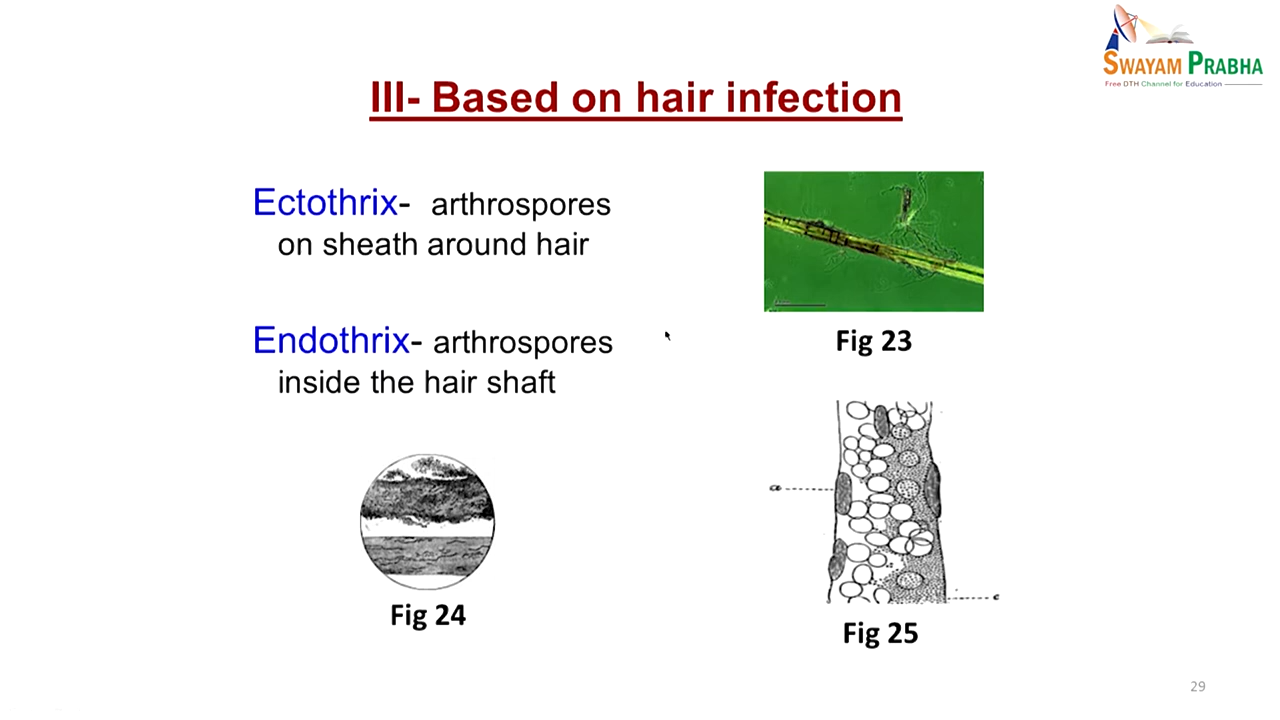 SWAYAM PRABHA
Free DTH Channel for Education
III- Based on hair infection
Ectothrix- arthrospores
on sheath around hair
Endothrix- arthrospores
inside the hair shaft
Fig 23
Fig 24
a
c
Fig 25
29